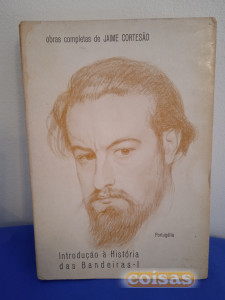 obras completas de JAIME CORTESÃO
Portugália
Introdução à História
das Bandeiras-I
coisas